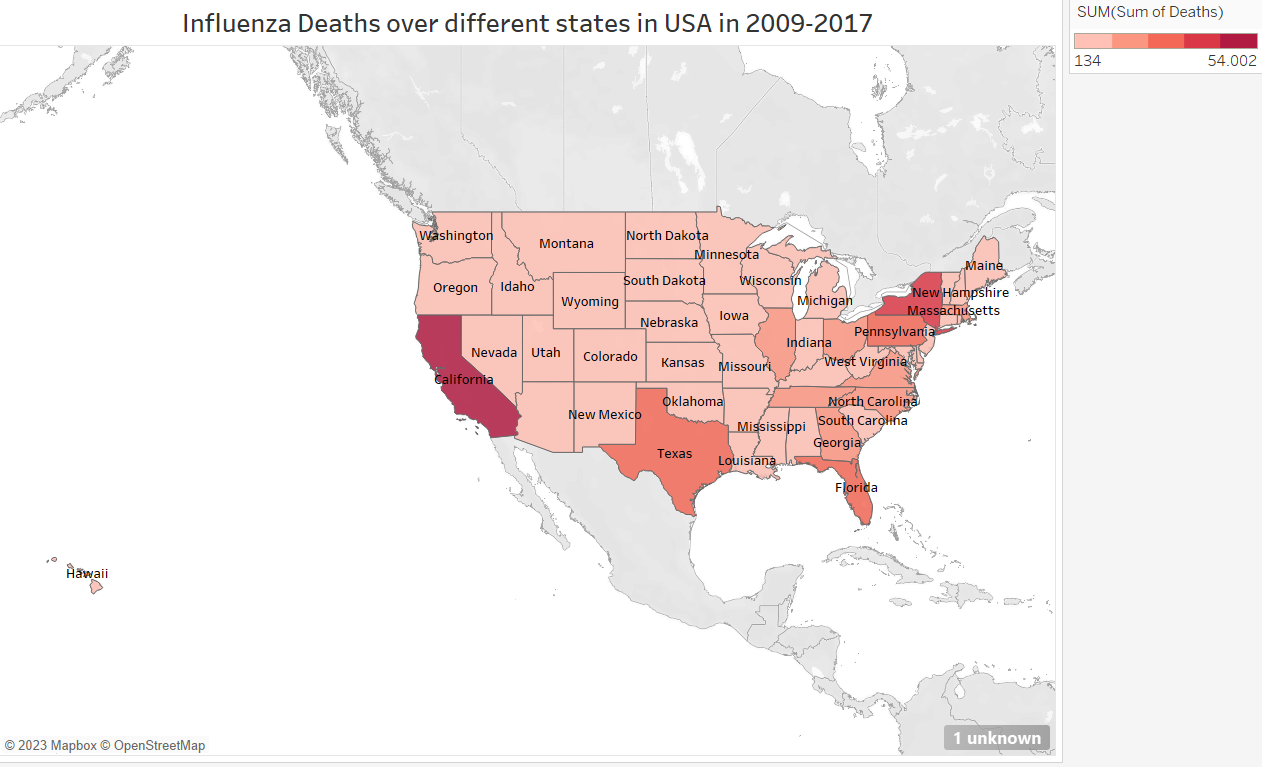 Influenza Deaths over different states in USA in 2009-2017
SUM(Sum of Deaths)
134 54.002
Washington
Montana
North Dakota
Minnesota
Maine
Oregon
Idaho
South Dakota
Wisconsin
New Hampshire
Wyoming
Michigan
Massachusetts
Nebraska
Iowa
Pennsylvania
Nevada
Utah
Colorado
Indiana
Kansas
Missouri
West Virginia
California
Oklahoma
North Carolina
New Mexico
South Carolina
Mississippi
Georgia
Texas
Louisiana
Florida
Hawaii
1 unknown
© 2023 Mapbox © OpenStreetMap